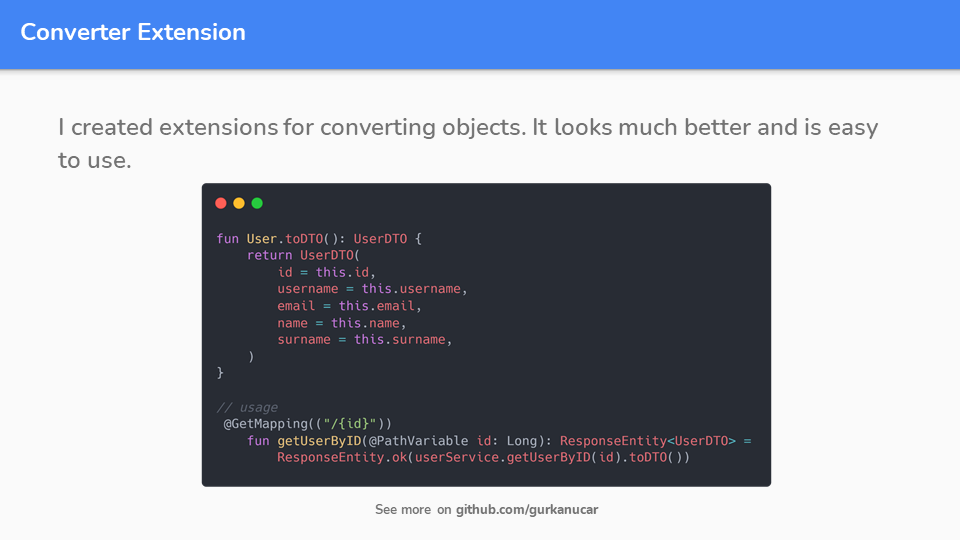 Converter Extension
I created extensions for converting objects. It looks much better and is easy
to use.
fun User.toDTO(): UserDTO {
    return UserDTO(
        id = this.id,
        username = this.username,
        email = this.email,
        name = this.name,
        surname = this.surname,
    )
}
// usage
 @GetMapping(("/{id}"))
    fun getUserByID(@PathVariable id: Long): ResponseEntity<UserDTO> =
        ResponseEntity.ok(userService.getUserByID(id).toDTO())
See more on github.com/gurkanucar